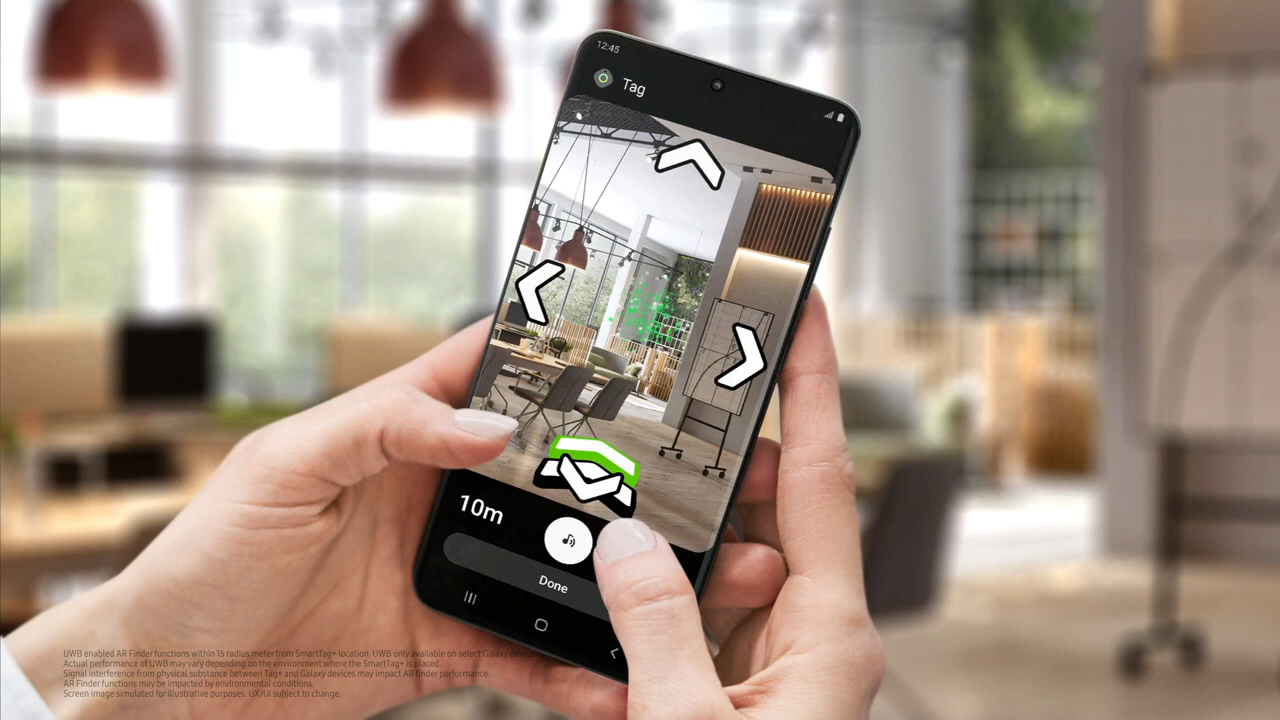 12:45
Tag
10m
Done
UWB enabled AR Finder functions within 15 radius meter from SmartTag+ location. UWB only available on select Galaxy devices.
Actual performance of UWB may vary depending on the environment where the SmartTag+ is placed.
Signal interference from physical substance between Tag+ and Galaxy devices may impact AR finder performance.
AR Finder functions may be impacted by environmental conditions.
Screen image simulated for illustrative purposes. UX/UI subject to change.